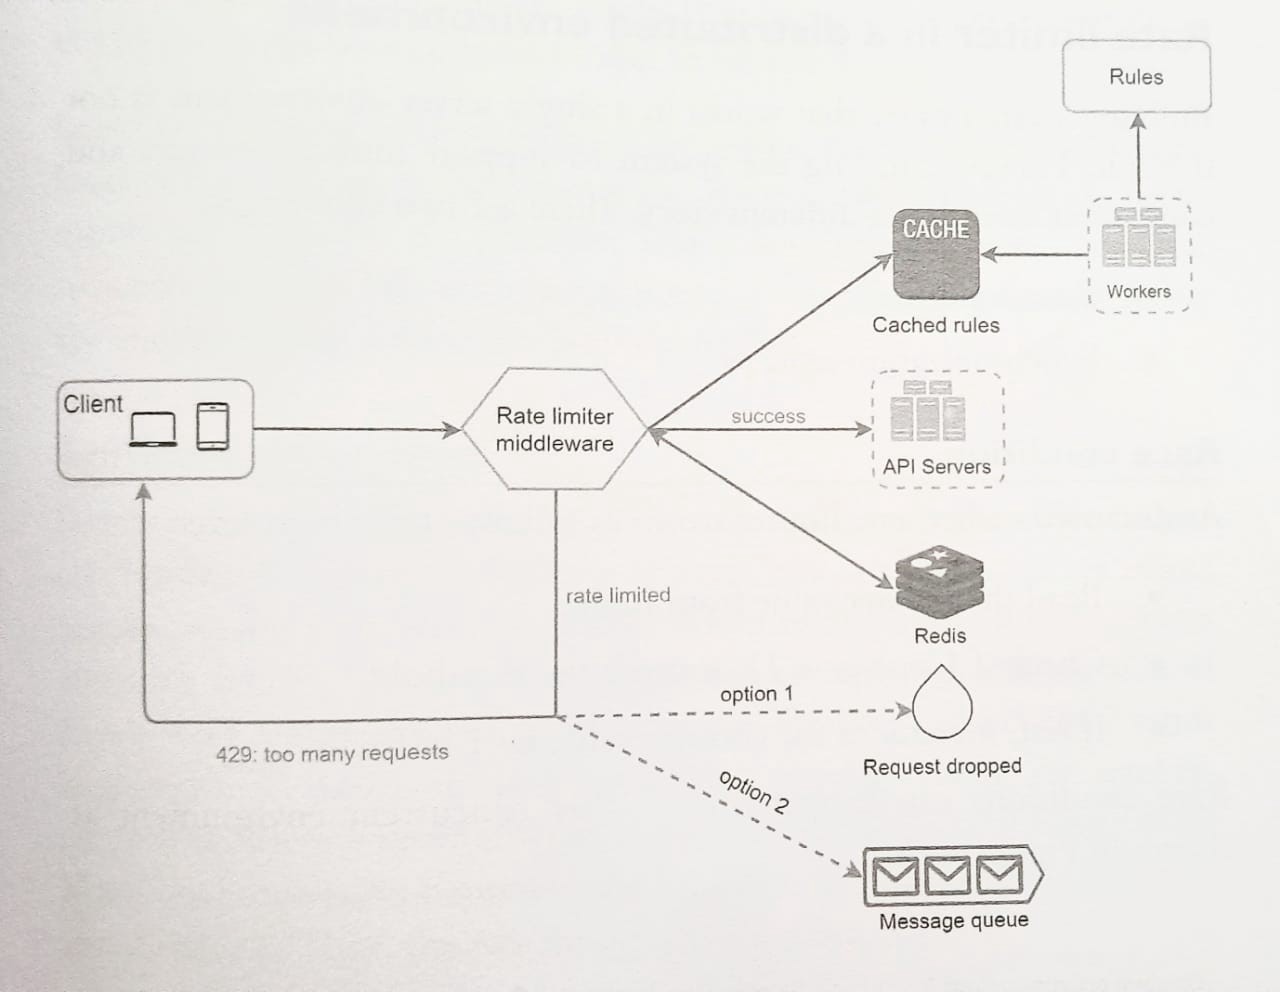 Rules
CACHE
Workers
Cached rules
Client
Rate limiter
middleware
success
API Servers
rate limited
Redis
option 1
429: too many requests
Request dropped
option 2
Message queue